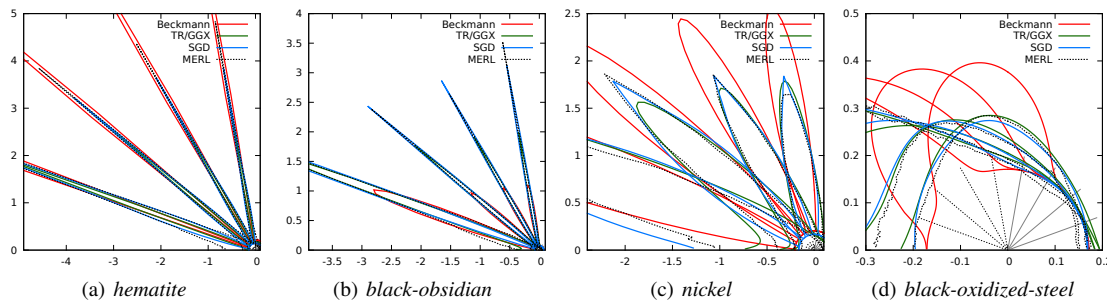 5
4
3
2
1
0
-4
-3
-2
-1
0
Beckmann
TR/GGX
SGD
MERL
(a) hematite
4
3.5
3
2.5
2
1.5
1
0.5
0
-3.5
-3
-2.5
-2
-1.5
-1
-0.5
0
Beckmann
TR/GGX
SGD
MERL
(b) black-obsidian
2.5
2
1.5
1
0.5
0
-2
-1.5
-1
-0.5
0
Beckmann
TR/GGX
SGD
MERL
(c) nickel
0.5
0.4
0.3
0.2
0.1
0
-0.3
-0.2
-0.1
0
0.1
0.2
Beckmann
TR/GGX
SGD
MERL
(d) black-oxidized-steel